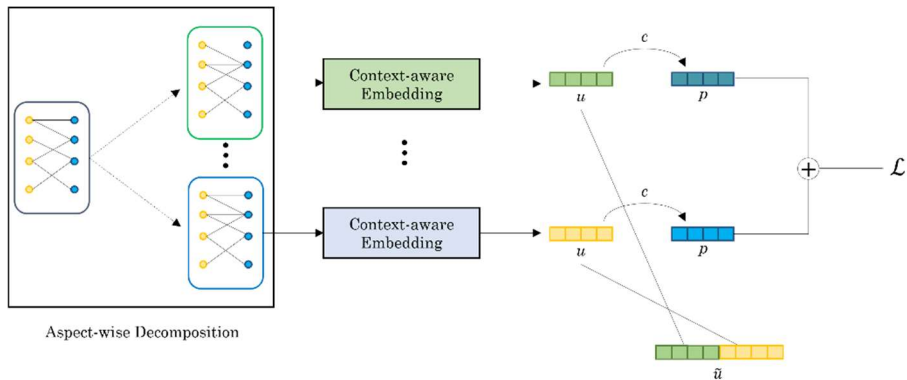 Context-aware
Embedding
c
u
p
+
ℒ
Context-aware
Embedding
c
u
p
Aspect-wise Decomposition
ũ